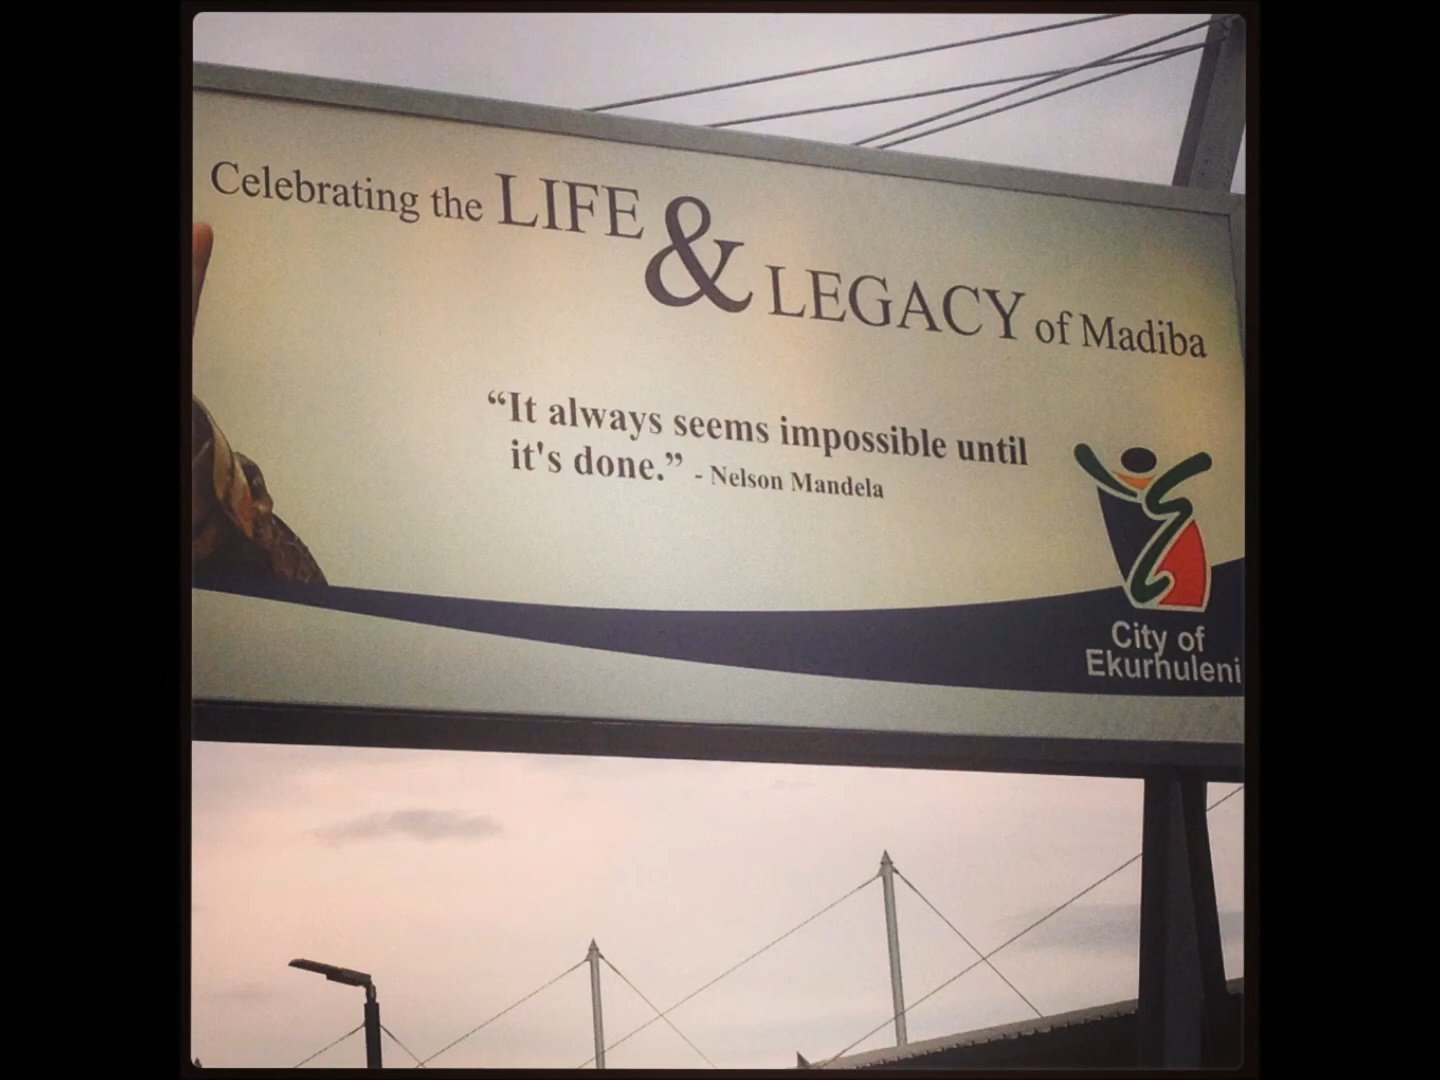 Celebrating the LIFE & LEGACY of Madiba
“It always seems impossible until
it's done.” - Nelson Mandela
City of
Ekurhuleni